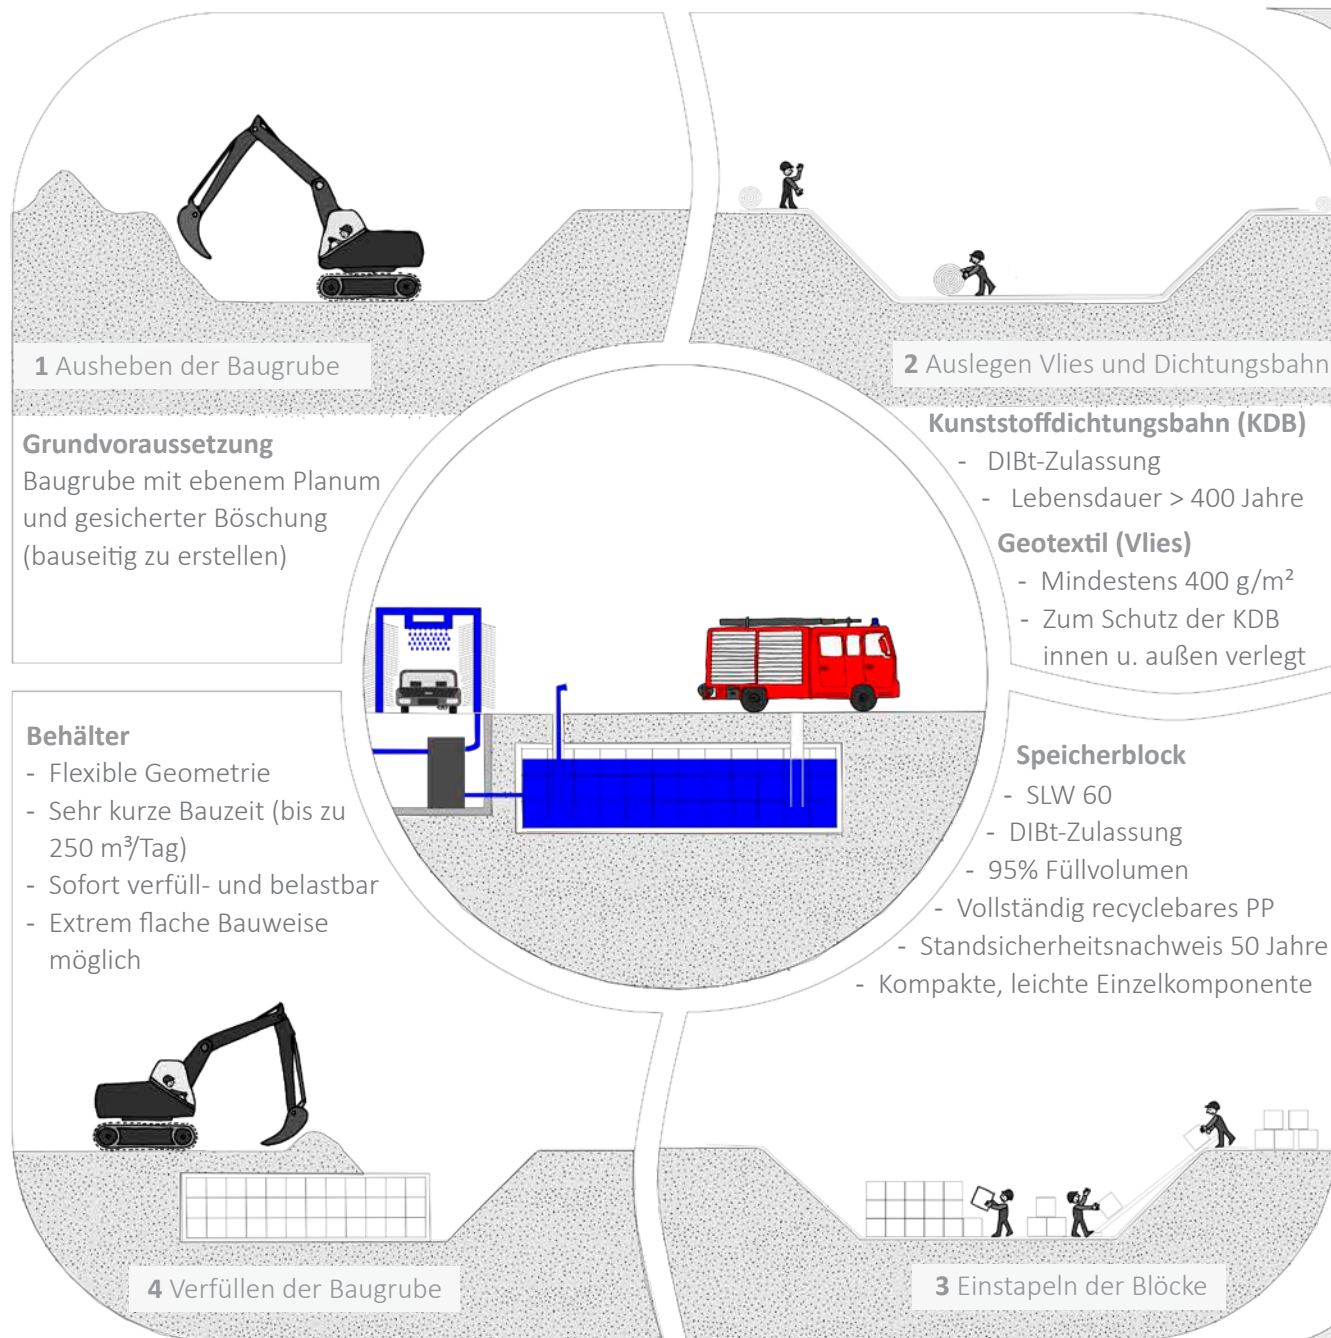 1 Ausheben der Baugrube
Grundvoraussetzung
Baugrube mit ebenem Planum
und gesicherter Böschung
(bauseitig zu erstellen)
2 Auslegen Vlies und Dichtungsbahn
Kunststoffdichtungsbahn (KDB)
- DIBt-Zulassung
- Lebensdauer > 400 Jahre
Geotextil (Vlies)
- Mindestens 400 g/m²
- Zum Schutz der KDB
innen u. außen verlegt
Speicherblock
- SLW 60
- DIBt-Zulassung
- 95% Füllvolumen
- Vollständig recyclebares PP
- Standsicherheitsnachweis 50 Jahre
- Kompakte, leichte Einzelkomponente
3 Einstapeln der Blöcke
Behälter
- Flexible Geometrie
- Sehr kurze Bauzeit (bis zu
250 m³/Tag)
- Sofort verfüll- und belastbar
- Extrem flache Bauweise
möglich
4 Verfüllen der Baugrube